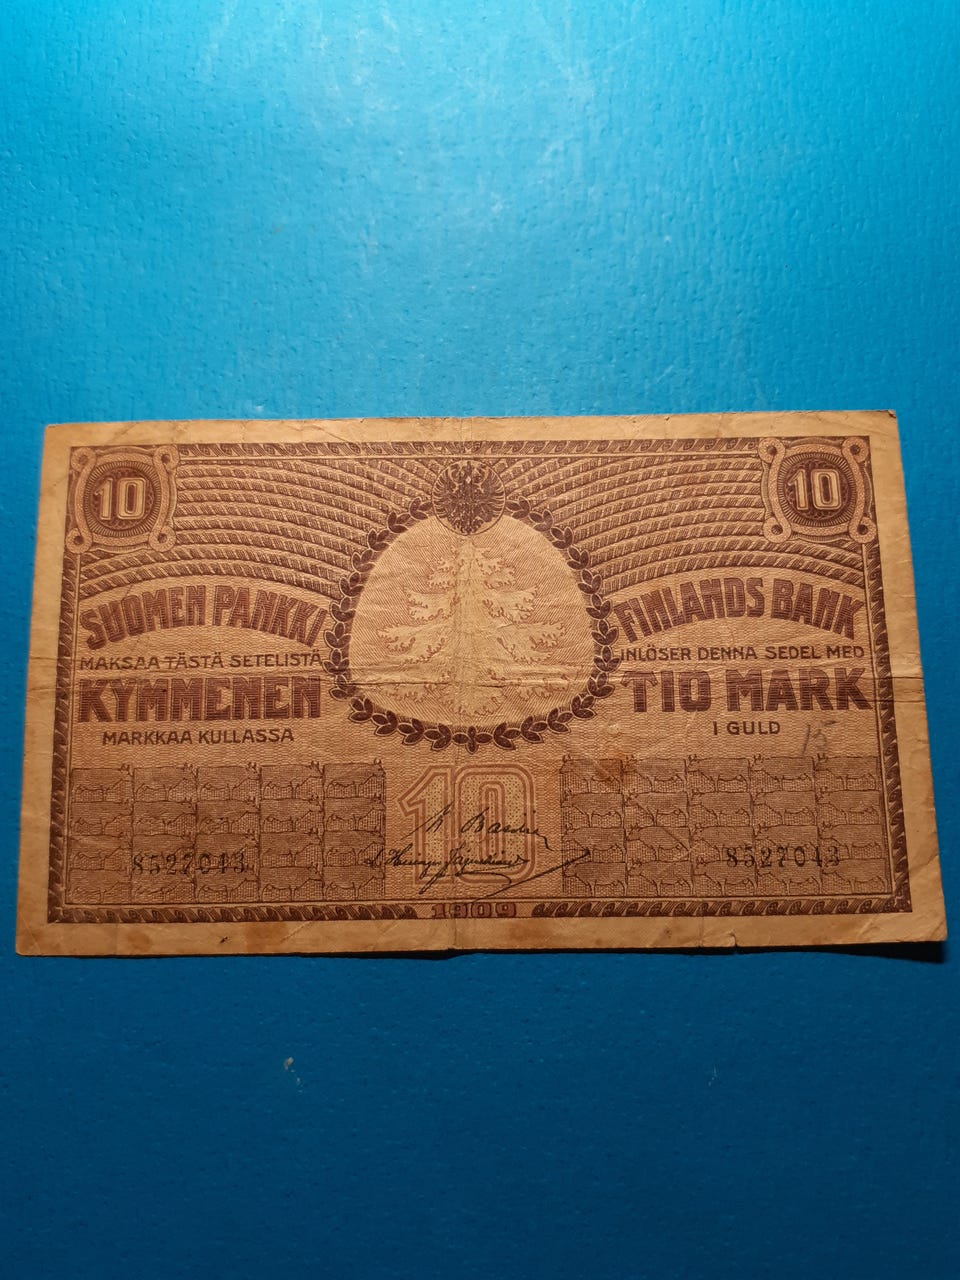 10
10
SUOMEN PANKKI
MAKSAA TÄSTÄ SETELISTÄ
KYMMENEN
MARKKAA KULLASSA
FINLANDS BANK
INLÖSER DENNA SEDEL MED
TIO MARK
I GULD
15
10
8527043
8527043
1909